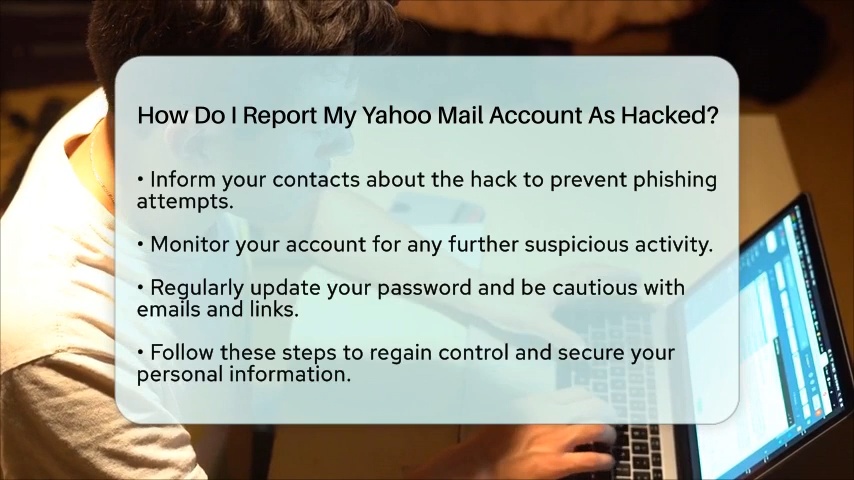 How Do I Report My Yahoo Mail Account As Hacked?
• Inform your contacts about the hack to prevent phishing
attempts.
• Monitor your account for any further suspicious activity.
• Regularly update your password and be cautious with
emails and links.
• Follow these steps to regain control and secure your
personal information.